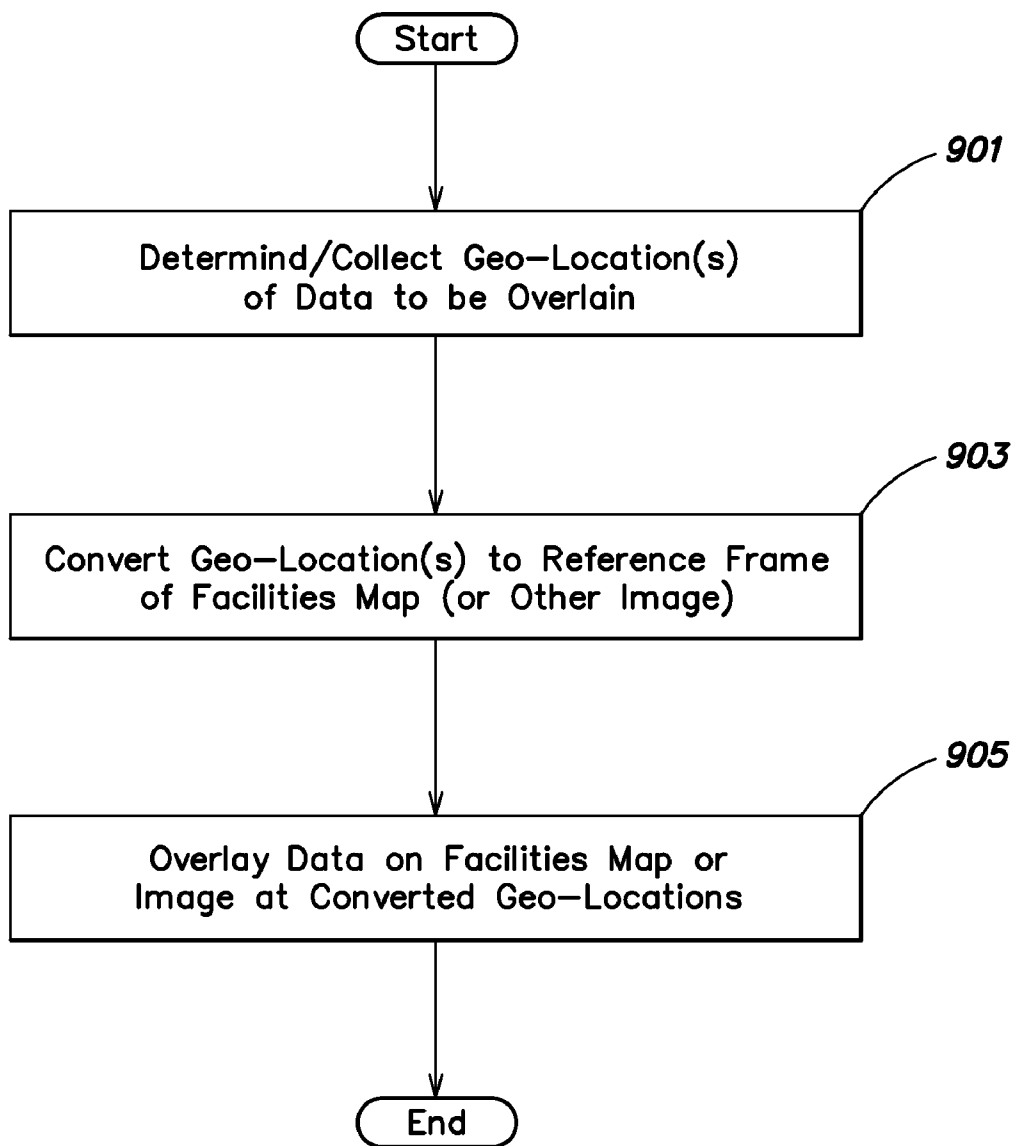 Start
901
Determind/Collect Geo-Location(s)
of Data to be Overlain
903
Convert Geo-Location(s) to Reference Frame
of Facilities Map (or Other Image)
905
Overlay Data on Facilities Map or
Image at Converted Geo-Locations
End